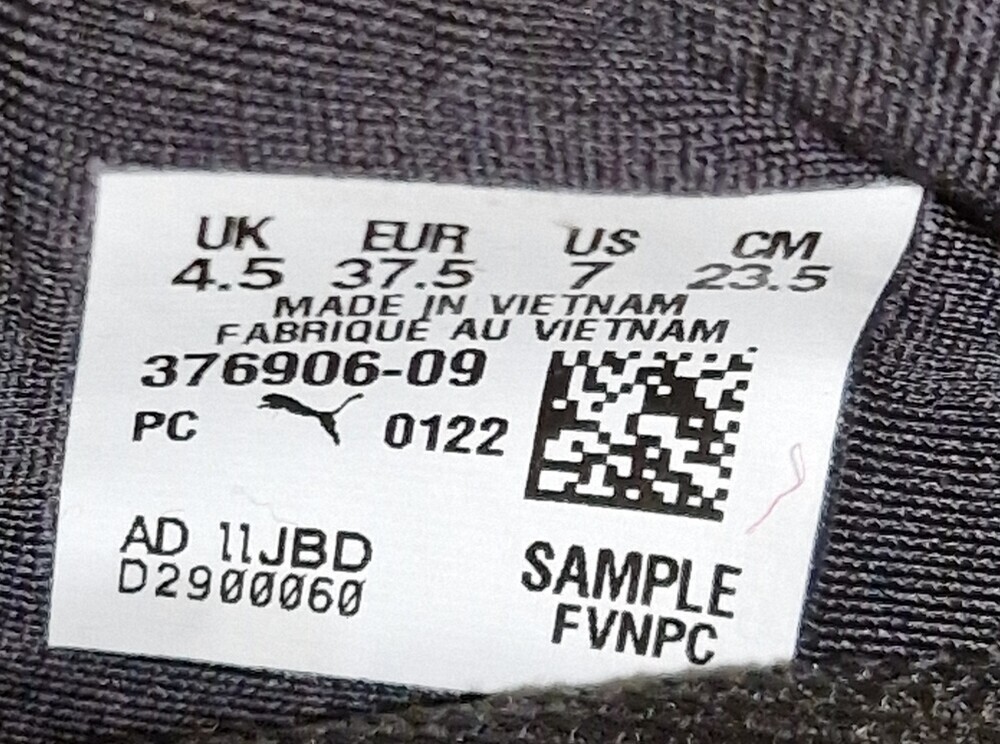 UK EUR US CM
4.5 37.5 7 23.5
MADE IN VIETNAM
FABRIQUE AU VIETNAM
376906-09
PC 0122
AD 11JBD
D2900060
SAMPLE
FVNPC